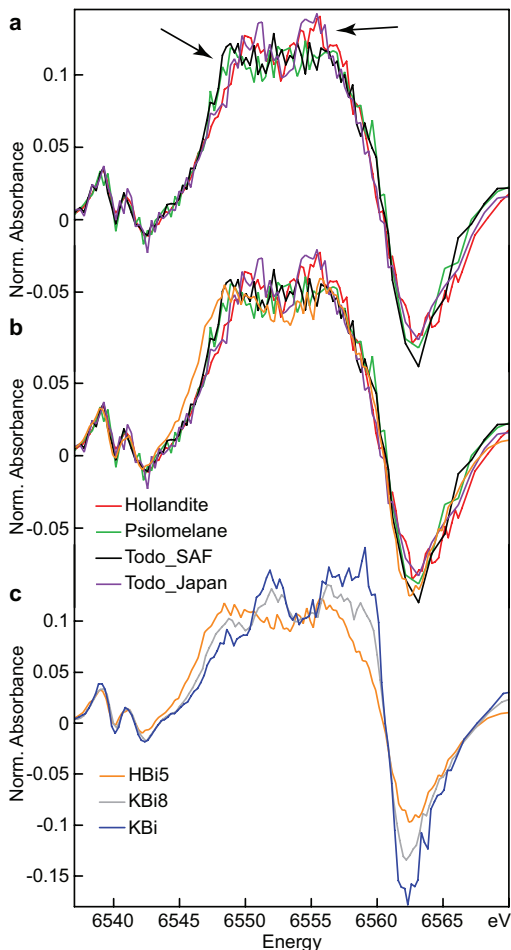 a
Norm. Absorbance
0.1
0.05
0
-0.05
b
Norm. Absorbance
0.05
0
-0.05
Hollandite
Psilomelane
Todo_SAF
Todo_Japan
c
Norm. Absorbance
0.1
0.05
0
-0.05
-0.1
-0.15
HBi5
KBi8
KBi
6540 6545 6550 6555 6560 6565 eV
Energy